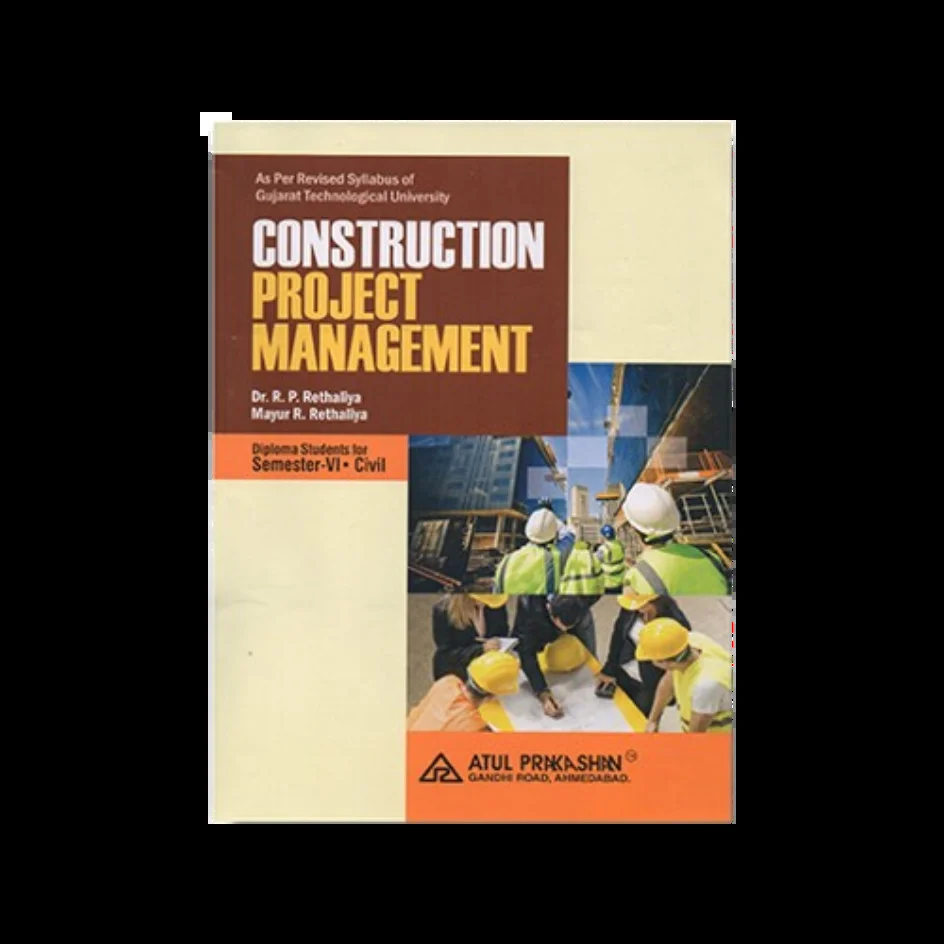 As Per Revised Syllabus of
Gujarat Technological University
CONSTRUCTION
PROJECT
MANAGEMENT
Dr. R. P. Rethaliya
Mayur R. Rethaliya
Diploma Students for
Semester-VI • Civil
ATUL PRAKASHAN
GANDHI ROAD, AHMEDABAD.